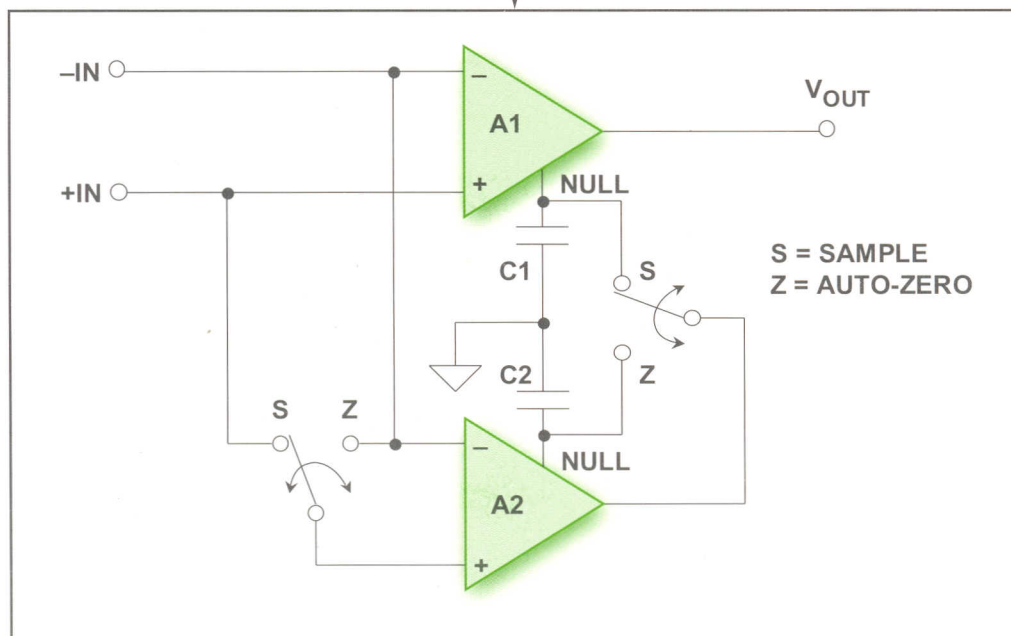 –IN
A1
V_OUT
+IN
NULL
C1
S
S = SAMPLE
Z = AUTO-ZERO
C2
Z
S
Z
NULL
A2